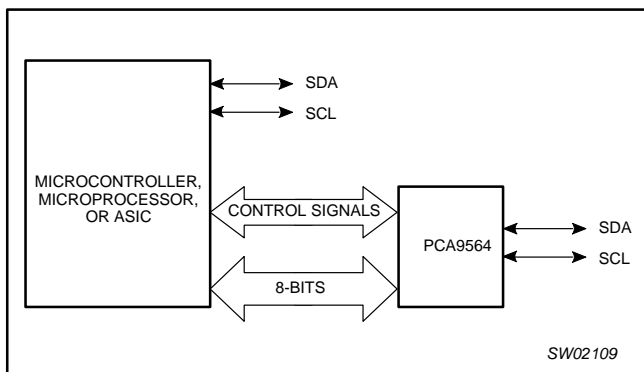 SDA
SCL
MICROCONTROLLER,
MICROPROCESSOR,
OR ASIC
CONTROL SIGNALS
PCA9564
SDA
SCL
8-BITS
SW02109